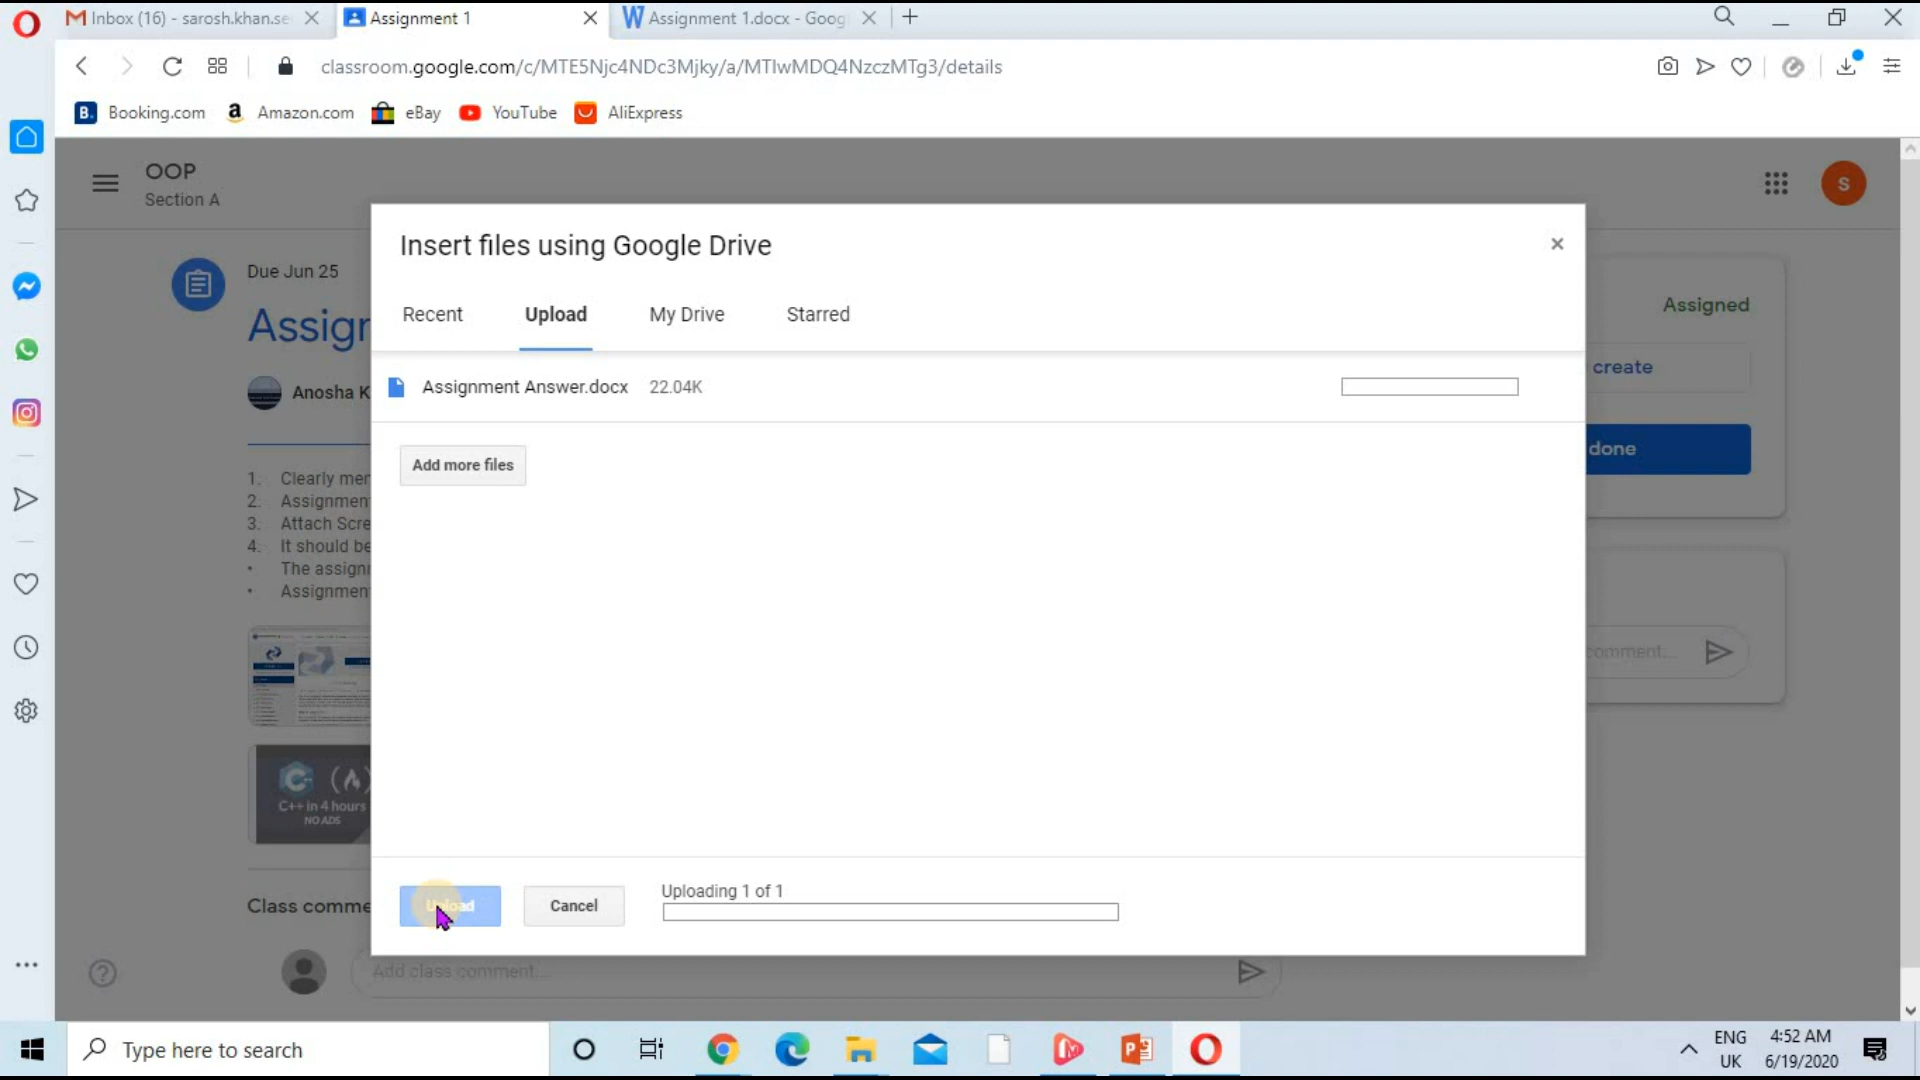 Inbox (16) - sarosh.khan.se
Assignment 1
Assignment 1.docx - Goog
classroom.google.com/c/MTE5Njc4NDc3Mjky/a/MTIwMDQ4NzczMTg3/details
B. Booking.com
a Amazon.com
eBay
YouTube
AliExpress
OOP
Section A
S
Insert files using Google Drive
Recent
Upload
My Drive
Starred
Assignment Answer.docx 22.04K
Add more files
Upload
Cancel
Uploading 1 of 1
Due Jun 25
Assigr
Anosha K
1. Clearly mer
2. Assignmen
3. Attach Scre
4. It should be
• The assignr
• Assignmen
C++ in 4 hours
NO ADS
Class comme
Add class comment...
Assigned
create
done
comment...
Type here to search
ENG
UK
4:52 AM
6/19/2020